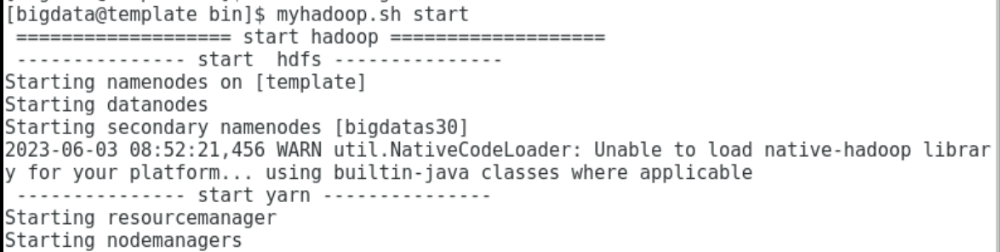 [bigdata@template bin]$ myhadoop.sh start
 =================== start hadoop ===================
 --------------- start  hdfs ---------------
Starting namenodes on [template]
Starting datanodes
Starting secondary namenodes [bigdatas30]
2023-06-03 08:52:21,456 WARN util.NativeCodeLoader: Unable to load native-hadoop librar
y for your platform... using builtin-java classes where applicable
 --------------- start yarn ---------------
Starting resourcemanager
Starting nodemanagers